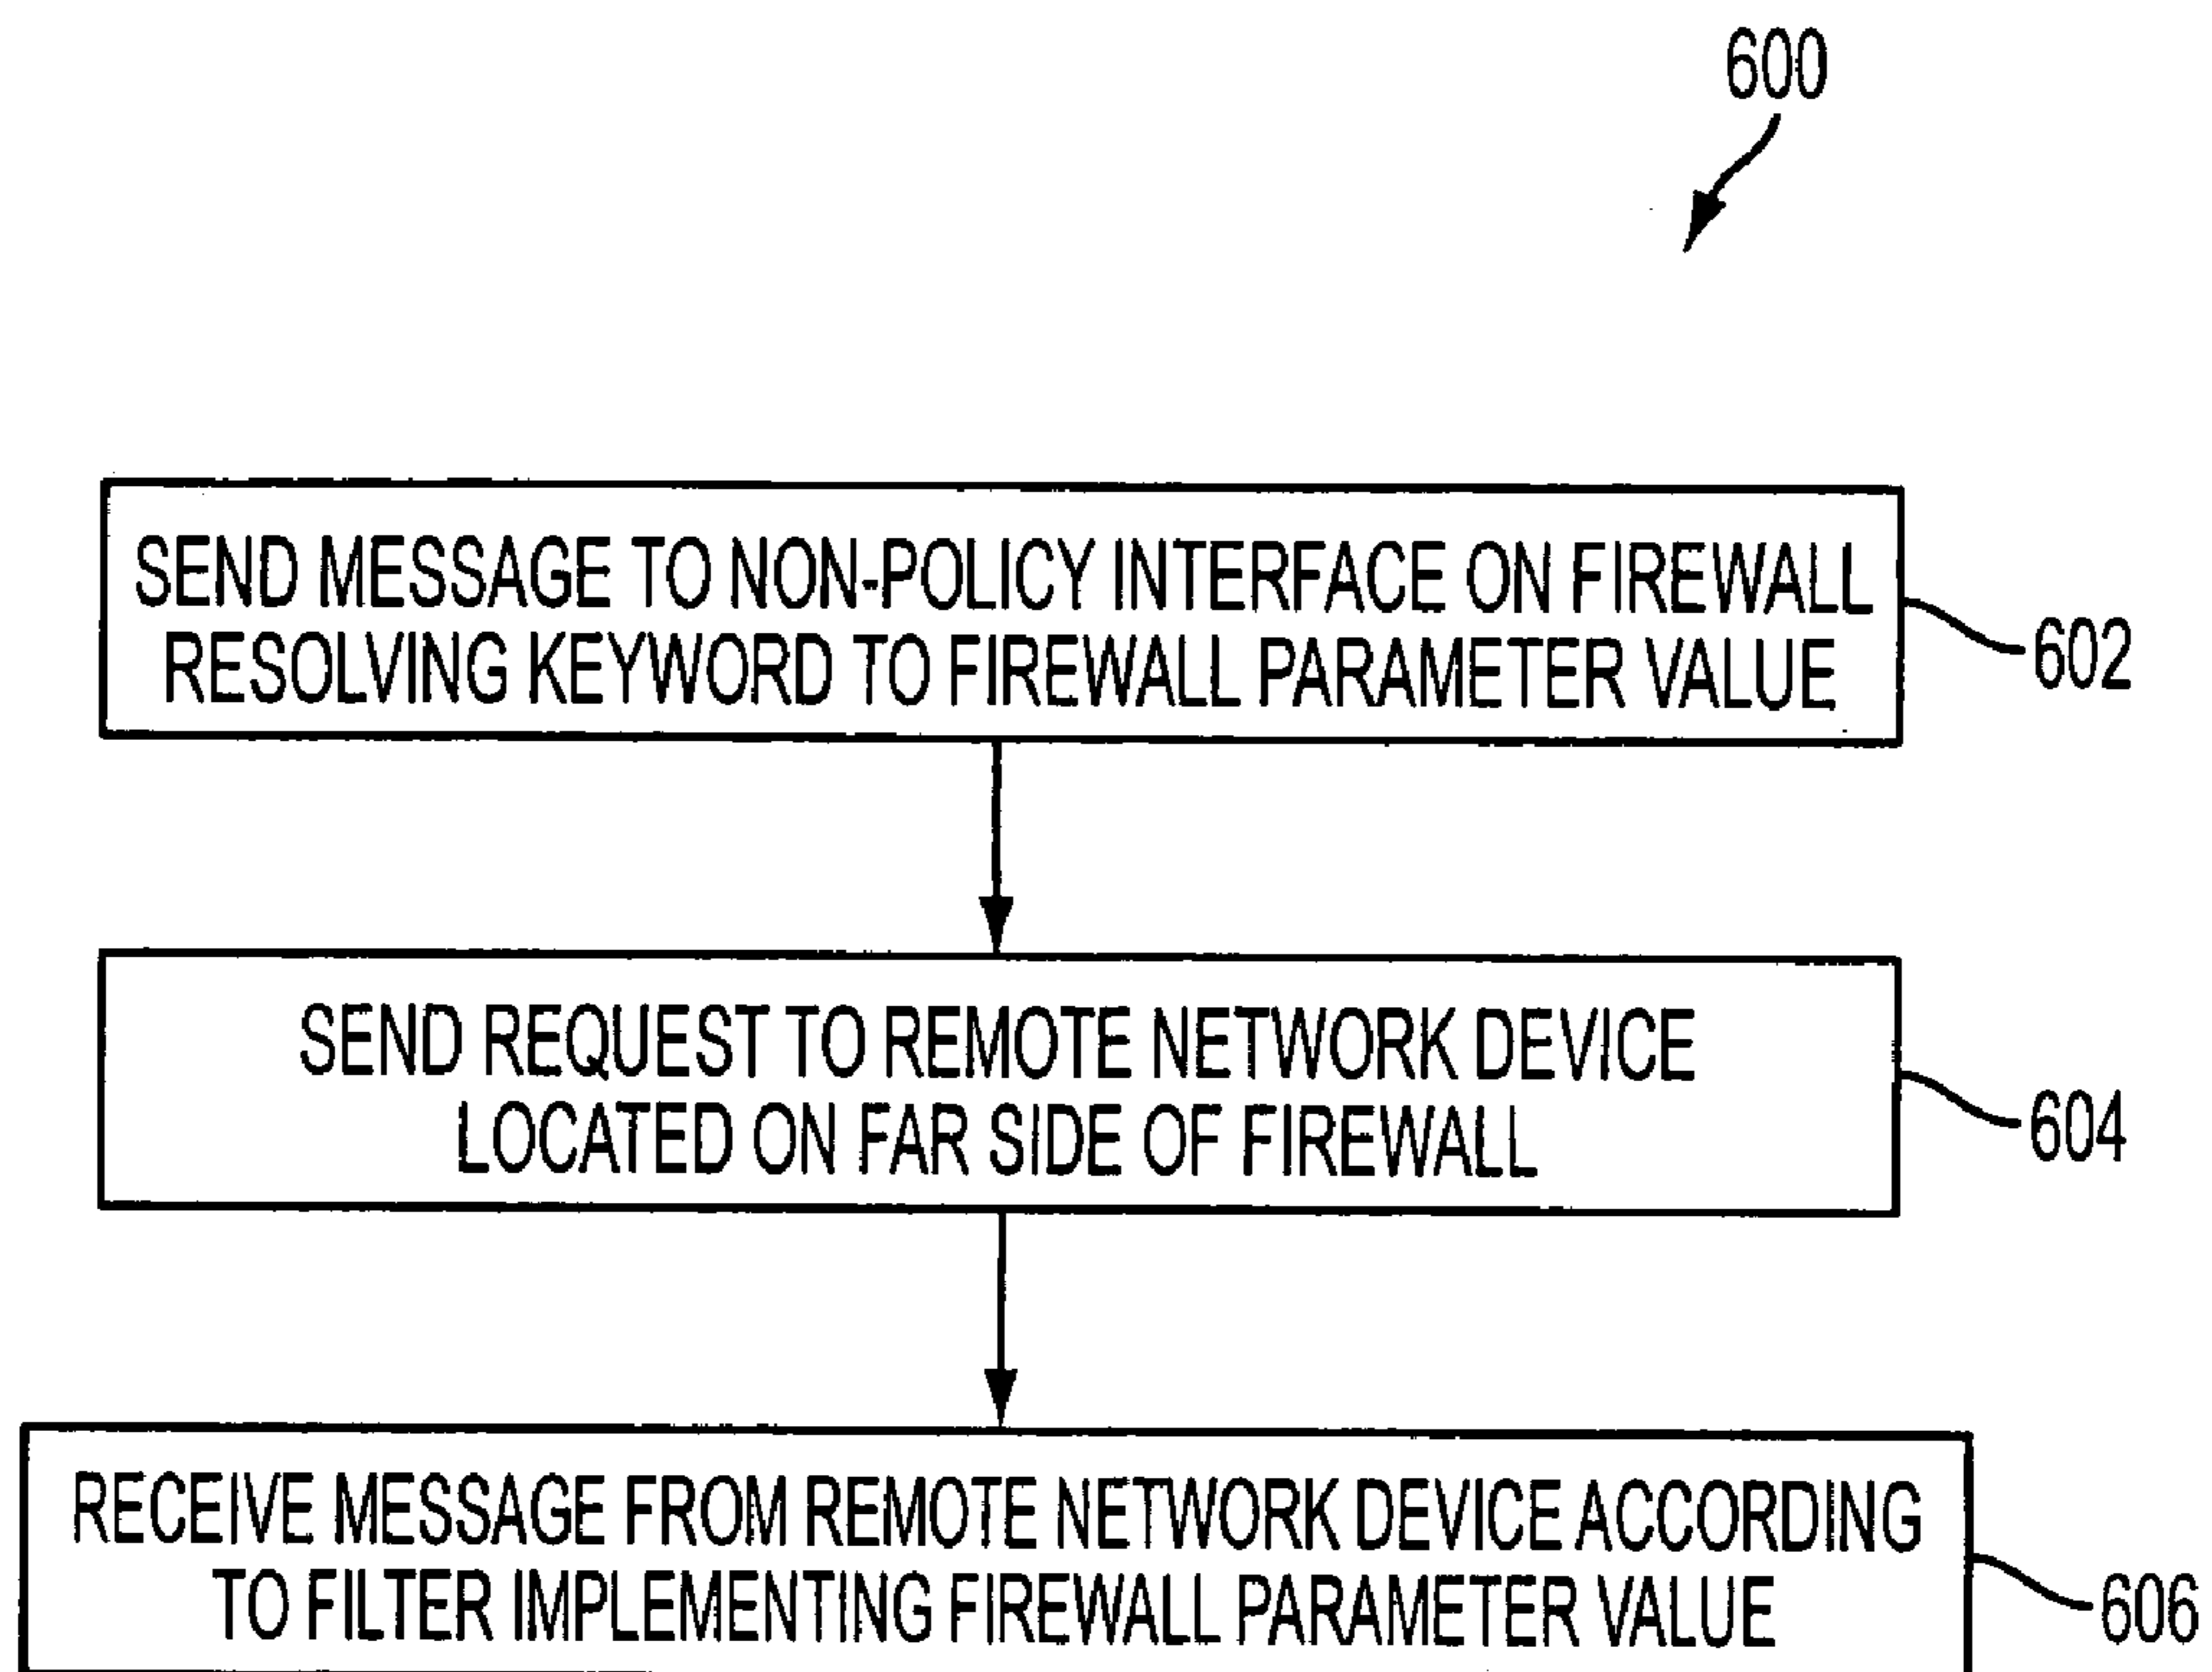 600
SEND MESSAGE TO NON-POLICY INTERFACE ON FIREWALL
RESOLVING KEYWORD TO FIREWALL PARAMETER VALUE
602
SEND REQUEST TO REMOTE NETWORK DEVICE
LOCATED ON FAR SIDE OF FIREWALL
604
RECEIVE MESSAGE FROM REMOTE NETWORK DEVICE ACCORDING
TO FILTER IMPLEMENTING FIREWALL PARAMETER VALUE
606